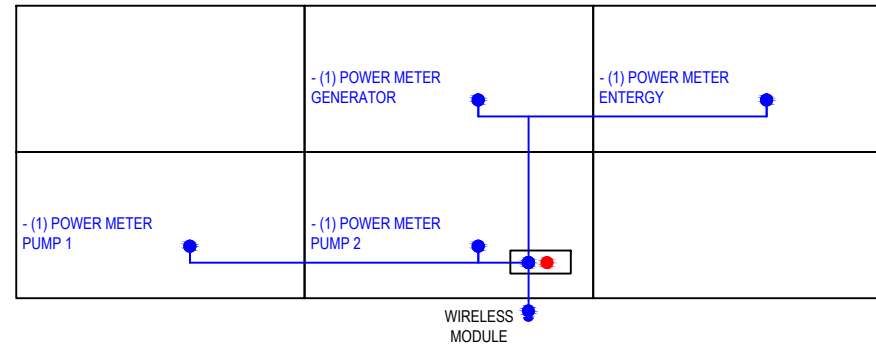 - (1) POWER METER
GENERATOR
- (1) POWER METER
ENTERGY
- (1) POWER METER
PUMP 1
- (1) POWER METER
PUMP 2
WIRELESS
MODULE